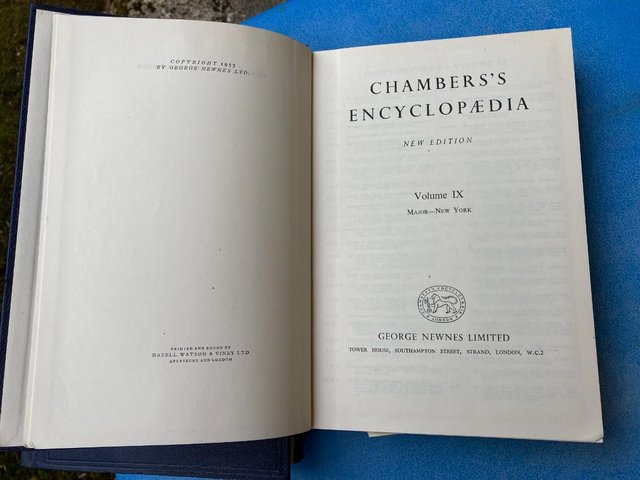 COPYRIGHT 1955
BY GEORGE NEWNES LTD.
PRINTED AND BOUND BY
HAZELL WATSON & VINEY LTD
AYLESBURY AND LONDON
CHAMBERS'S
ENCYCLOPÆDIA
NEW EDITION
Volume IX
MAJOR—NEW YORK
GEORGE NEWNES LIMITED
TOWER HOUSE, SOUTHAMPTON STREET, STRAND, LONDON, W.C.2